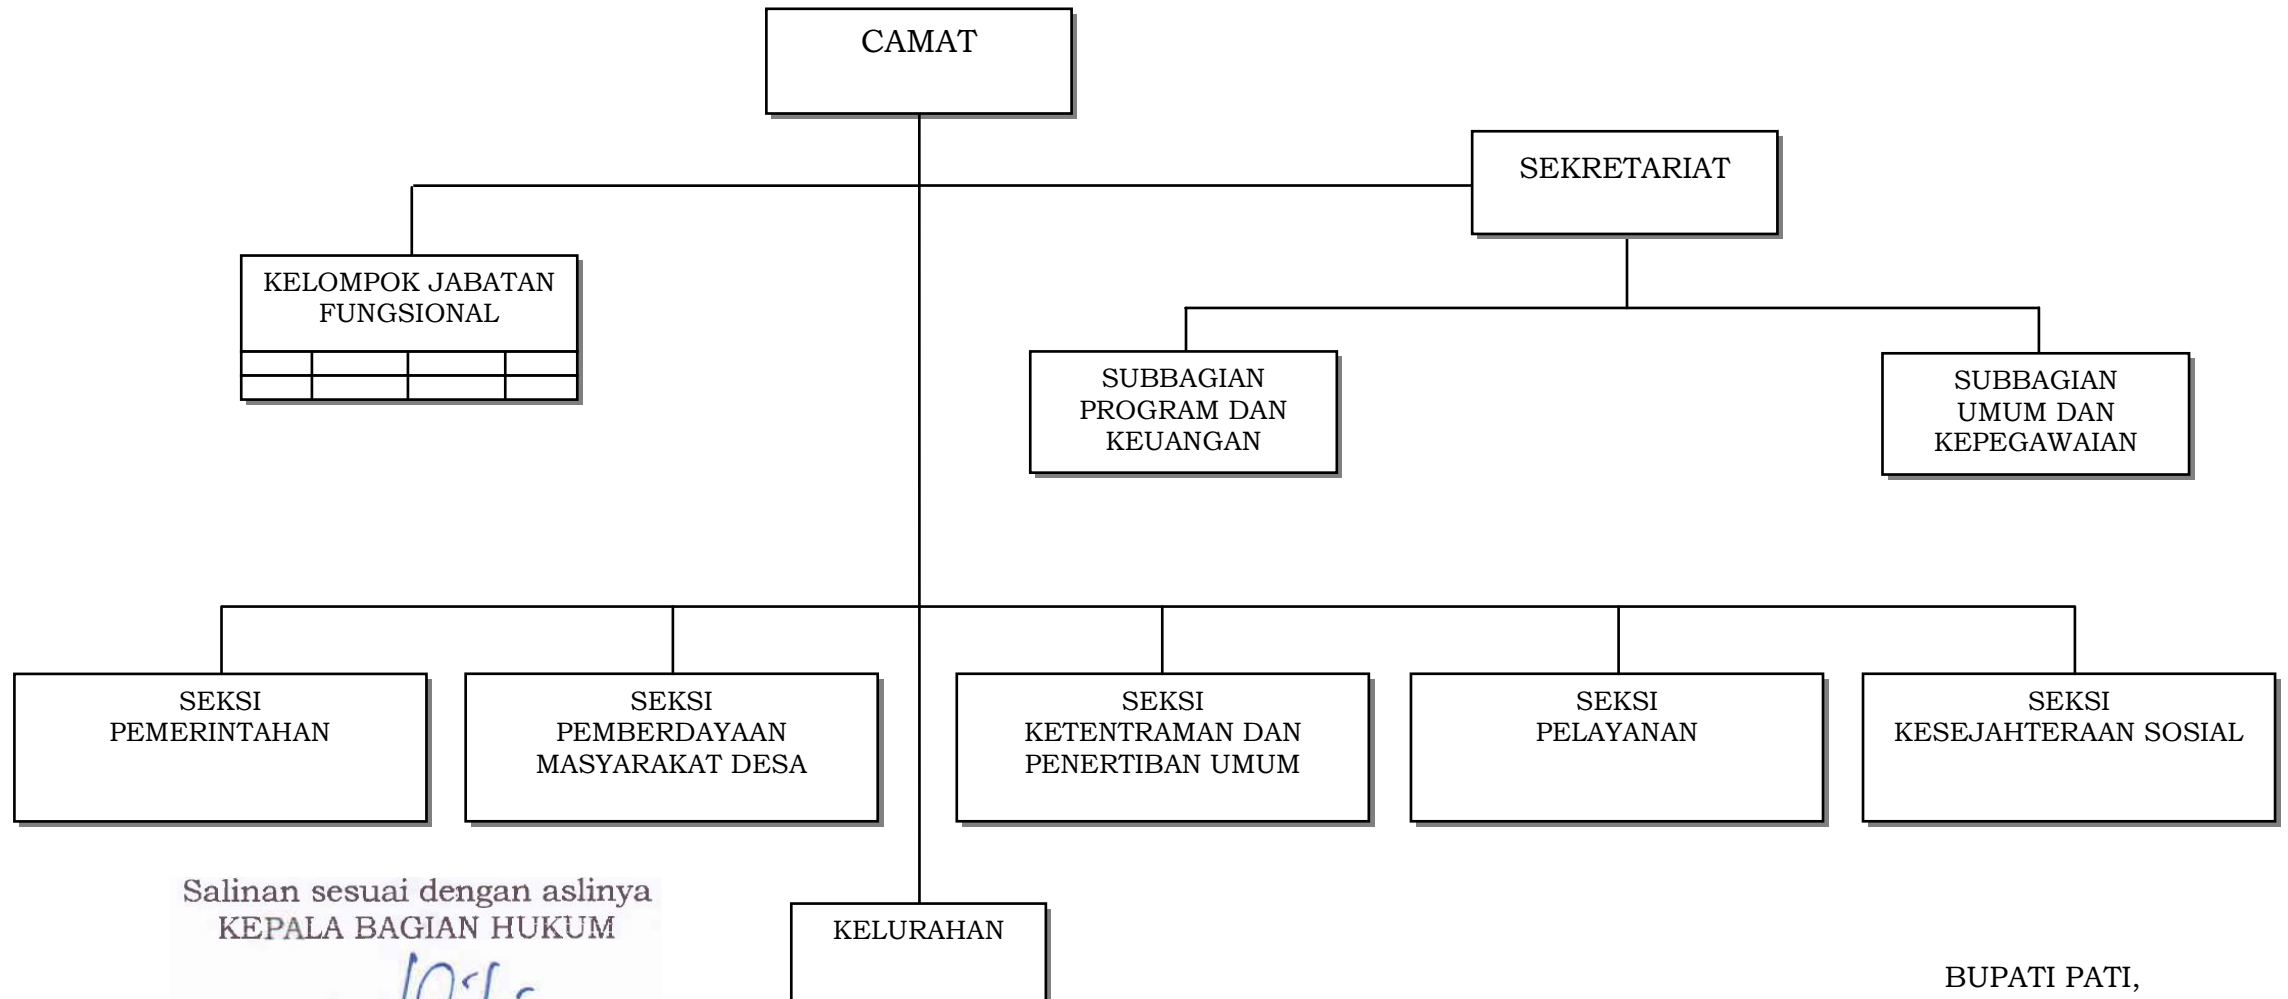 CAMAT
SEKRETARIAT
KELOMPOK JABATAN
FUNGSIONAL
SUBBAGIAN
PROGRAM DAN
KEUANGAN
SUBBAGIAN
UMUM DAN
KEPEGAWAIAN
SEKSI
PEMERINTAHAN
SEKSI
PEMBERDAYAAN
MASYARAKAT DESA
SEKSI
KETENTRAMAN DAN
PENERTIBAN UMUM
SEKSI
PELAYANAN
SEKSI
KESEJAHTERAAN SOSIAL
Salinan sesuai dengan aslinya
KEPALA BAGIAN HUKUM
KELURAHAN
BUPATI PATI,